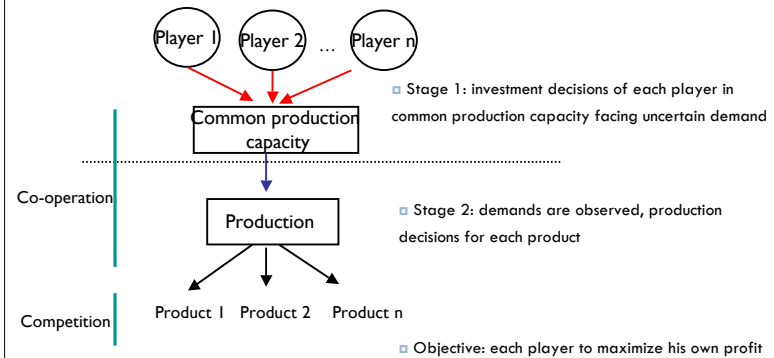 Player 1
Player 2
...
Player n
Stage 1: investment decisions of each player in
common production capacity facing uncertain demand
Common production
capacity
Co-operation
Production
Stage 2: demands are observed, production
decisions for each product
Product 1 Product 2 Product n
Competition
Objective: each player to maximize his own profit